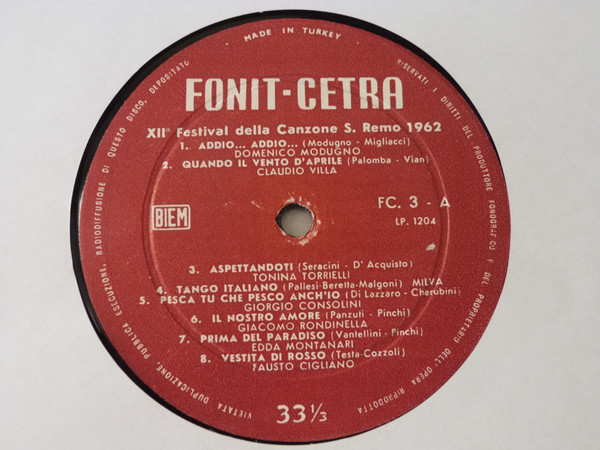 MADE IN TURKEY
RISERVATI I DIRITTI DEL PRODUTTORE FONOGRAFICO E DEL PROPRIETARIO DELL'OPERA RIPRODOTTA
VIETATA DUPLICAZIONE, PUBBLICA ESECUZIONE, RADIODIFFUSIONE DI QUESTO DISCO, DEPOSITATO
FONIT-CETRA
XIIº Festival della Canzone S. Remo 1962
1. ADDIO... ADDIO... (Modugno - Migliacci)
DOMENICO MODUGNO
2. QUANDO IL VENTO D'APRILE (Palomba - Vian)
CLAUDIO VILLA
BIEM
FC. 3 - A
LP. 1204
3. ASPETTANDOTI (Seracini - D' Acquisto)
TONINA TORRIELLI
4. TANGO ITALIANO (Pallesi-Beretta-Malgoni) MILVA
5. PESCA TU CHE PESCO ANCH'IO (Di Lazzaro - Cherubini)
GIORGIO CONSOLINI
6. IL NOSTRO AMORE (Panzuti - Pinchi)
GIACOMO RONDINELLA
7. PRIMA DEL PARADISO (Vantellini - Pinchi)
EDDA MONTANARI
8. VESTITA DI ROSSO (Testa-Cozzoli)
FAUSTO CIGLIANO
33 1/3